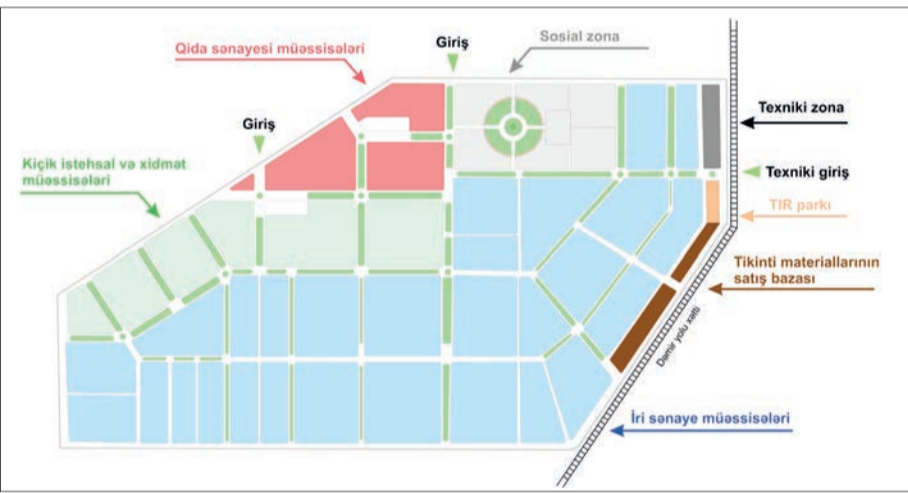 Qida sənayesi müəssisələri
Giriş
Sosial zona
Giriş
Texniki zona
Kiçik istehsal və xidmət
müəssisələri
Texniki giriş
TIR parkı
Tikinti materiallarının
satış bazası
Dəmir yolu xətti
İri sənaye müəssisələri